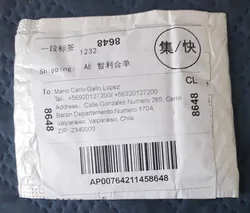 一段标签 8648
1232
集/快
Shipping: AE 智利合单
CL
To: Mario Carlo Gallo Lopez
Tel: +56920127200/ +56920127200
Address: Calle Gonzalez Numero 265, Cerro
Baron Departamento Numero 1704
Valparaiso, Valparaiso, Chile
ZIP: 2340000
8648
8648
AP00764211458648